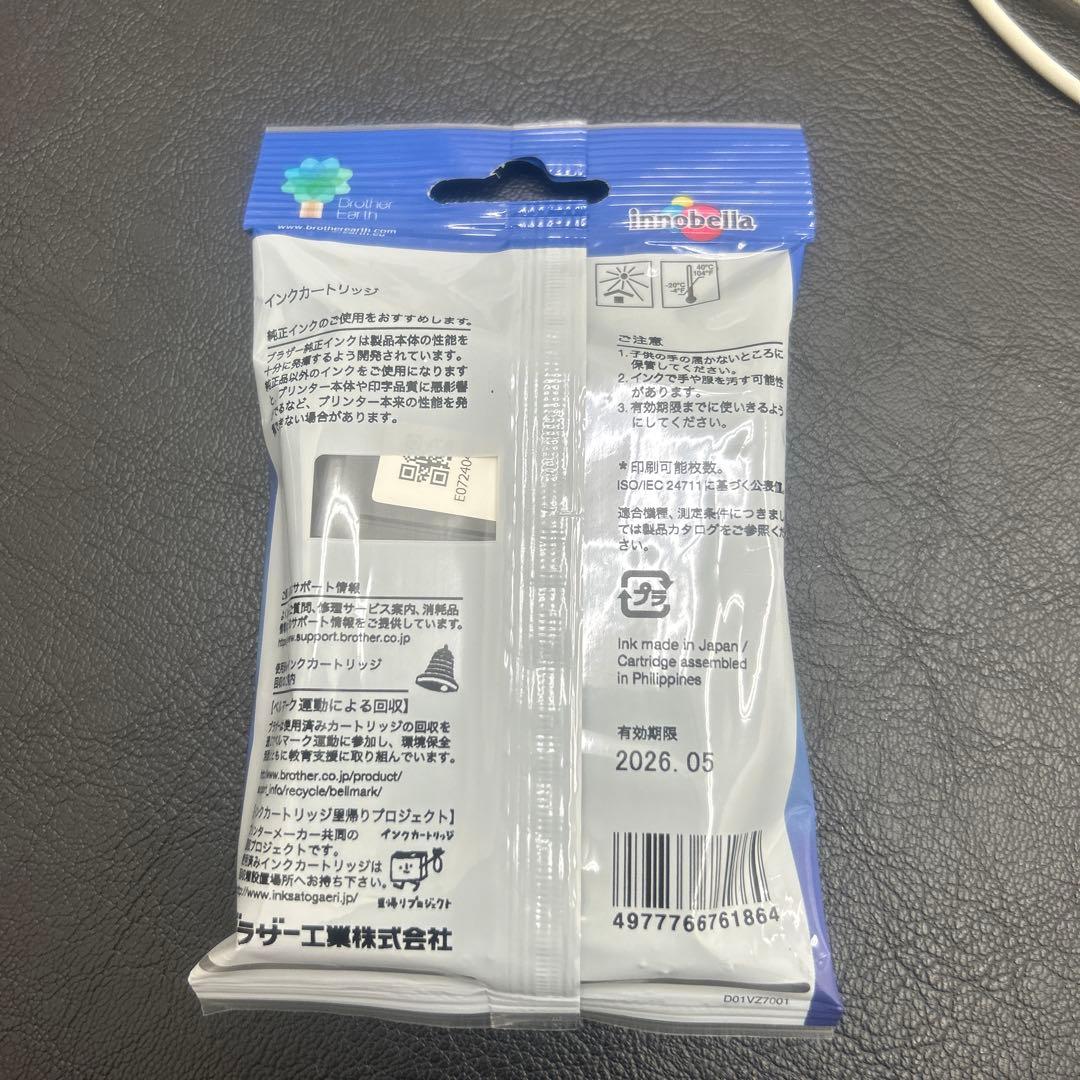 Brother
Earth
www.brotherearth.com
innobella
インクカートリッジ
純正インクのご使用をおすすめします。
ブラザー純正インクは製品本体の性能を
十分に発揮するよう開発されています。
純正品以外のインクをご使用になります
と、プリンター本体や印字品質に悪影響
でるなど、プリンター本来の性能を発
できない場合があります。
E072404
サポート情報
ご質問、修理サービス案内、消耗品
サポート情報をご提供しています。
www.support.brother.co.jp
インクカートリッジ
【ベルマーク運動による回収】
ブラザーは使用済みカートリッジの回収を
ベルマーク運動に参加し、環境保全
ともに教育支援に取り組んでいます。
www.brother.co.jp/product/
_info/recycle/bellmark/
インクカートリッジ里帰りプロジェクト】
ンターメーカー共同の
プロジェクトです。
済みインクカートリッジは
設置場所へお持ち下さい。
www.inksatogaeri.jp/
インクカートリッジ
里帰りプロジェクト
ブラザー工業株式会社
40℃
104°F
-20℃
-4°F
ご注意
1.子供の手の届かないところに
保管してください。
2.インクで手や服を汚す可能性
があります。
3.有効期限までに使いきるよう
にしてください。
*印刷可能枚数。
ISO/IEC 24711に基づく公表値
適合機種、測定条件につきまし
ては製品カタログをご参照くだ
さい。
プラ
Ink made in Japan /
Cartridge assembled
in Philippines
有効期限
2026.05
4977766761864
D01VZ7001